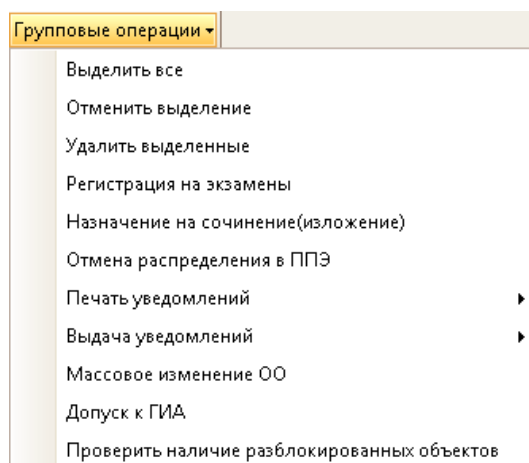 Групповые операции
Выделить все
Отменить выделение
Удалить выделенные
Регистрация на экзамены
Назначение на сочинение(изложение)
Отмена распределения в ППЭ
Печать уведомлений
Выдача уведомлений
Массовое изменение ОО
Допуск к ГИА
Проверить наличие разблокированных объектов